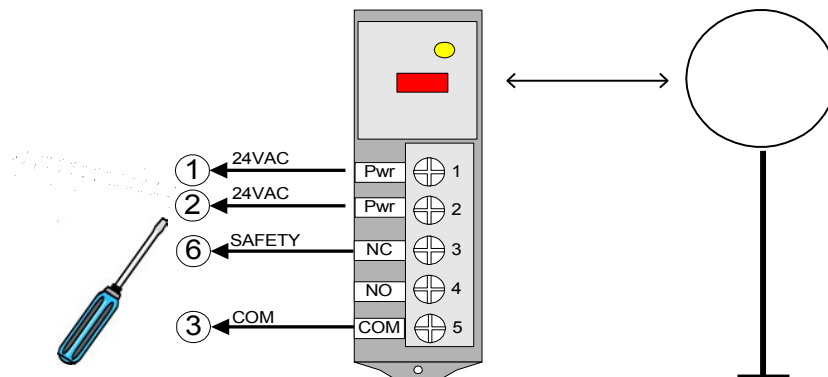 1 24VAC Pwr 1
2 24VAC Pwr 2
6 SAFETY NC 3
NO 4
3 COM COM 5